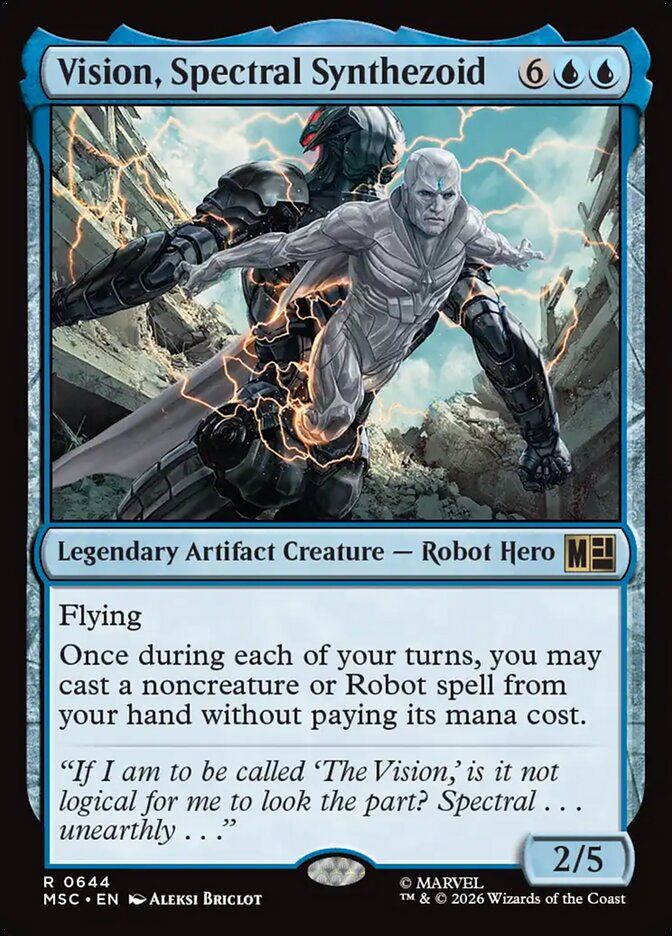 Vision, Spectral Synthezoid 6
Legendary Artifact Creature — Robot Hero
Flying
Once during each of your turns, you may
cast a noncreature or Robot spell from
your hand without paying its mana cost.
“If I am to be called ‘The Vision,’ is it not
logical for me to look the part? Spectral . . .
unearthly . . .”
2/5
R 0644
MSC • EN ALEKSI BRICLOT
© MARVEL
™ & © 2026 Wizards of the Coast